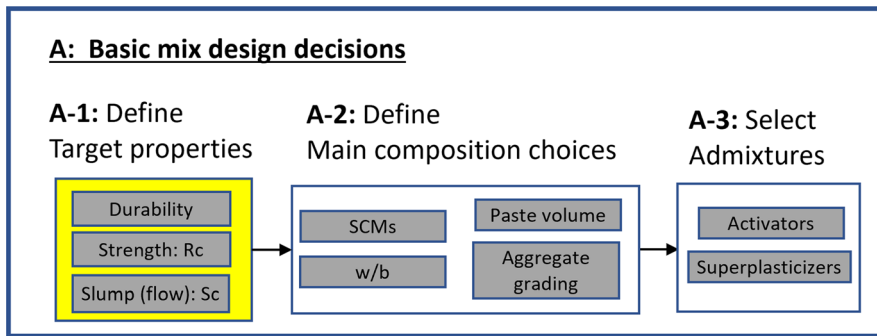 A:  Basic mix design decisions
A-1: Define
Target properties
Durability
Strength: Rc
Slump (flow): Sc
A-2: Define
Main composition choices
SCMs
w/b
Paste volume
Aggregate
grading
A-3: Select
Admixtures
Activators
Superplasticizers